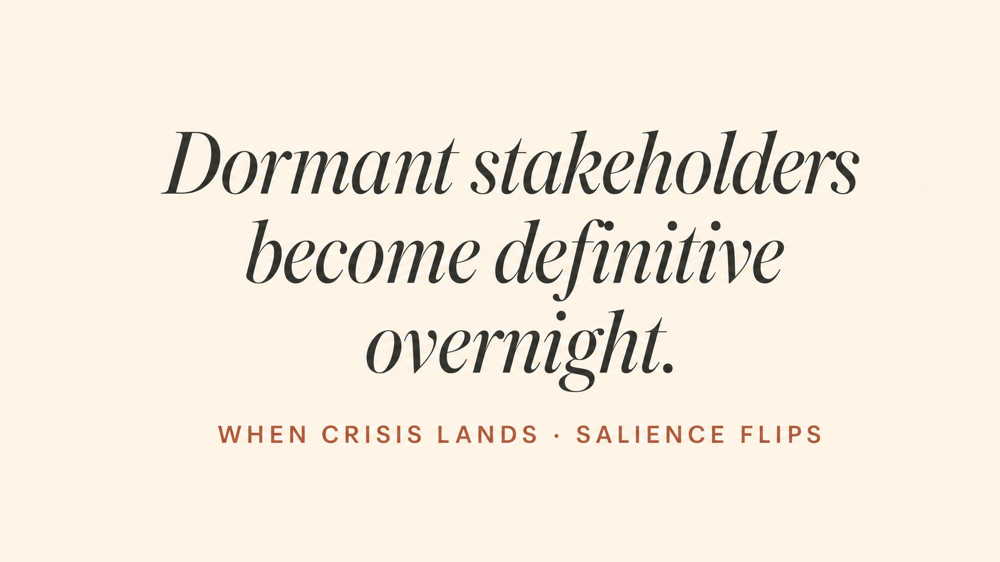 Dormant stakeholders
become definitive
overnight.
WHEN CRISIS LANDS · SALIENCE FLIPS